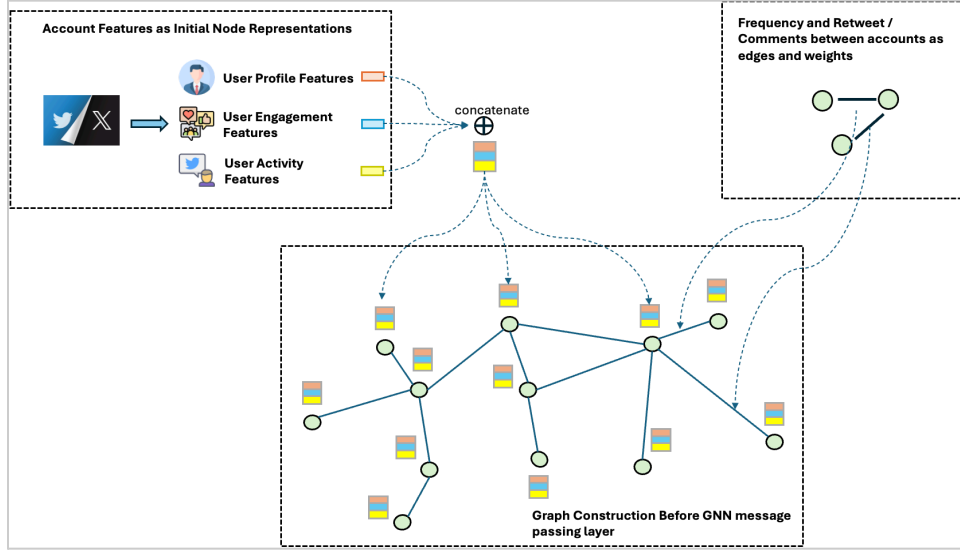 Account Features as Initial Node Representations
User Profile Features
User Engagement
Features
User Activity
Features
concatenate
Frequency and Retweet /
Comments between accounts as
edges and weights
Graph Construction Before GNN message
passing layer